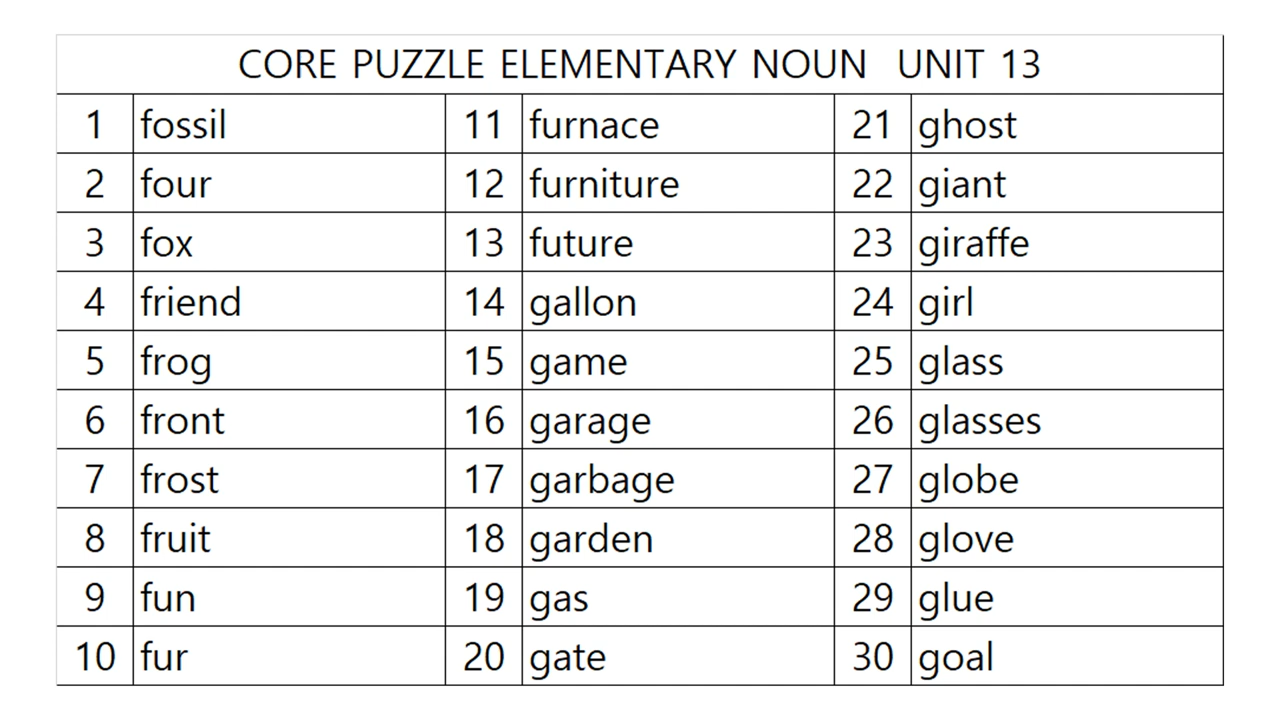 CORE PUZZLE ELEMENTARY NOUN UNIT 13
1 fossil 11 furnace 21 ghost
2 four 12 furniture 22 giant
3 fox 13 future 23 giraffe
4 friend 14 gallon 24 girl
5 frog 15 game 25 glass
6 front 16 garage 26 glasses
7 frost 17 garbage 27 globe
8 fruit 18 garden 28 glove
9 fun 19 gas 29 glue
10 fur 20 gate 30 goal